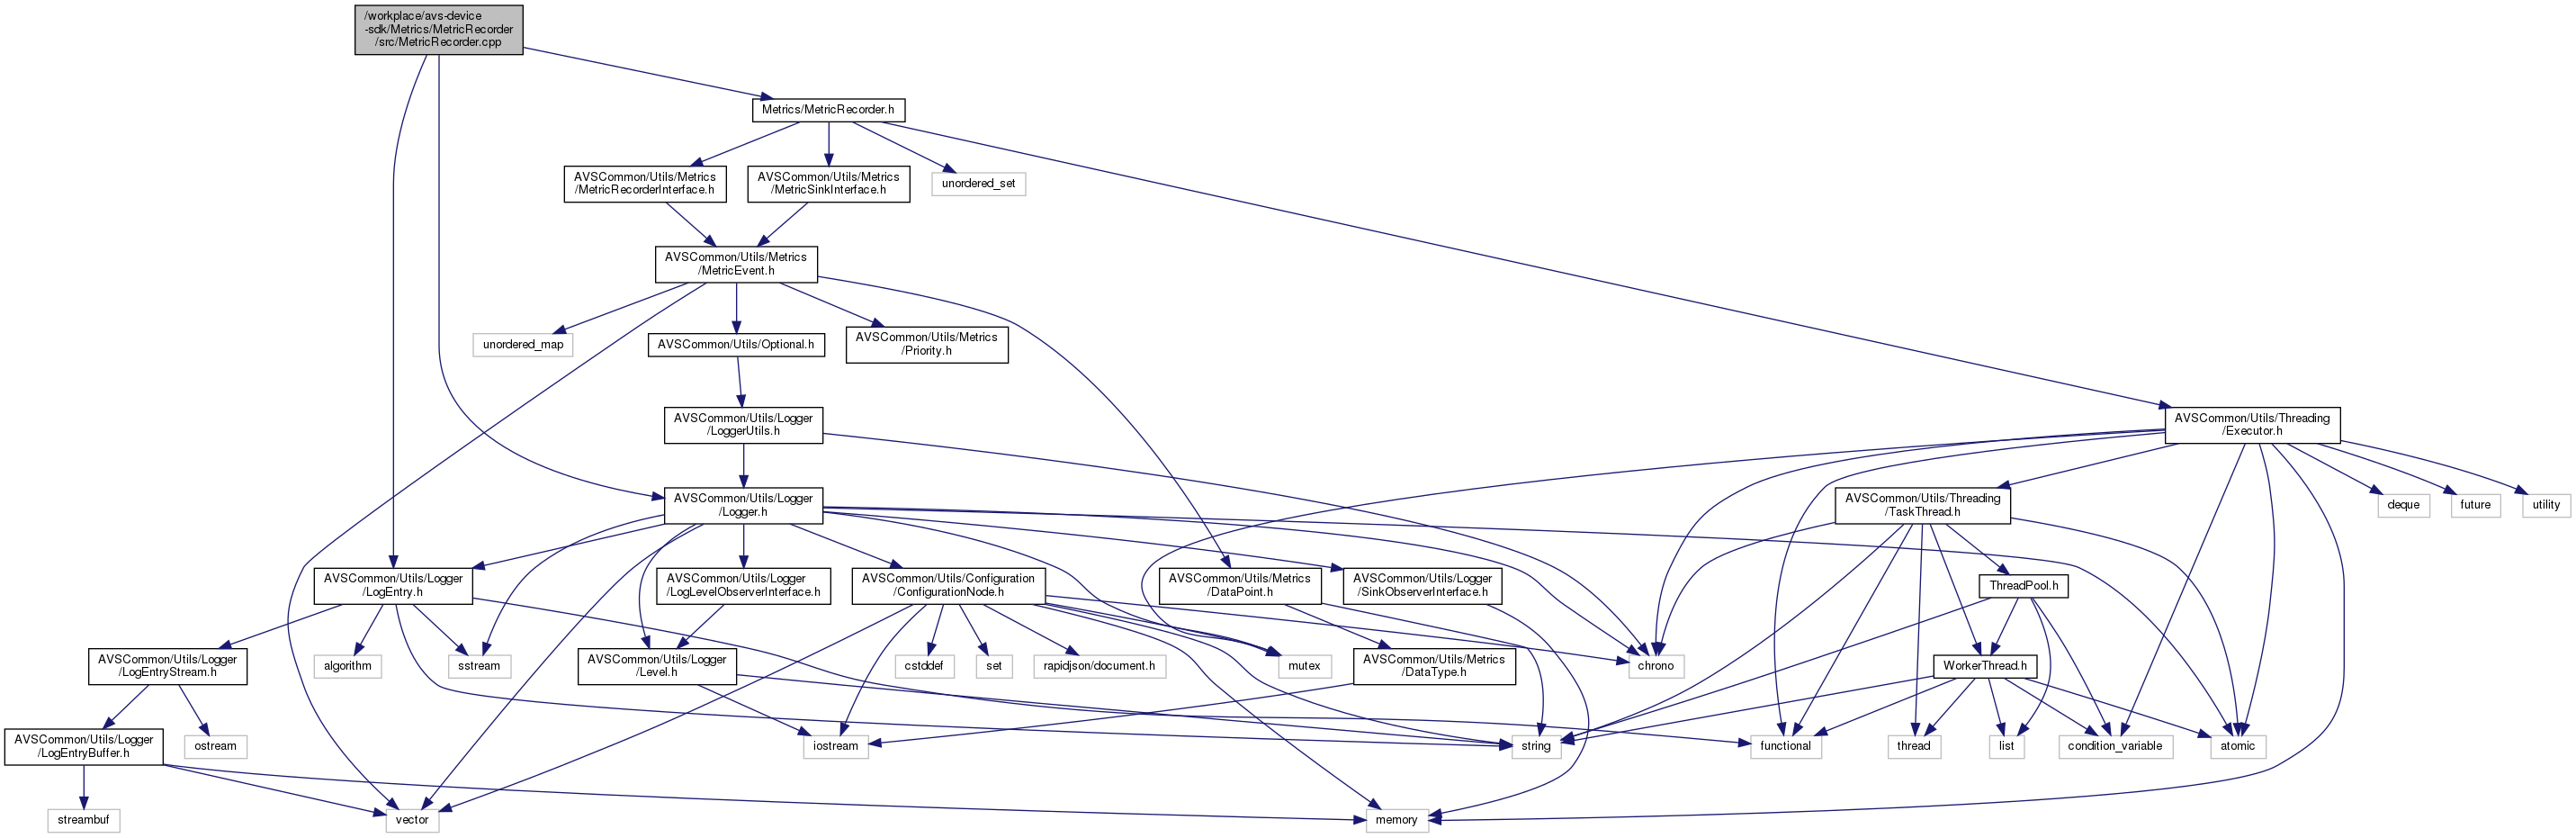 /workplace/avs-device
-sdk/Metrics/MetricRecorder
/src/MetricRecorder.cpp
Metrics/MetricRecorder.h
AVSCommon/Utils/Metrics
/MetricRecorderInterface.h
AVSCommon/Utils/Metrics
/MetricSinkInterface.h
unordered_set
AVSCommon/Utils/Metrics
/MetricEvent.h
unordered_map
AVSCommon/Utils/Optional.h
AVSCommon/Utils/Metrics
/Priority.h
AVSCommon/Utils/Logger
/LoggerUtils.h
AVSCommon/Utils/Threading
/Executor.h
AVSCommon/Utils/Logger
/Logger.h
AVSCommon/Utils/Threading
/TaskThread.h
deque
future
utility
AVSCommon/Utils/Logger
/LogEntry.h
AVSCommon/Utils/Logger
/LogLevelObserverInterface.h
AVSCommon/Utils/Configuration
/ConfigurationNode.h
AVSCommon/Utils/Metrics
/DataPoint.h
AVSCommon/Utils/Logger
/SinkObserverInterface.h
ThreadPool.h
AVSCommon/Utils/Logger
/LogEntryStream.h
algorithm
sstream
AVSCommon/Utils/Logger
/Level.h
cstddef
set
rapidjson/document.h
mutex
AVSCommon/Utils/Metrics
/DataType.h
chrono
WorkerThread.h
AVSCommon/Utils/Logger
/LogEntryBuffer.h
ostream
iostream
string
functional
thread
list
condition_variable
atomic
streambuf
vector
memory